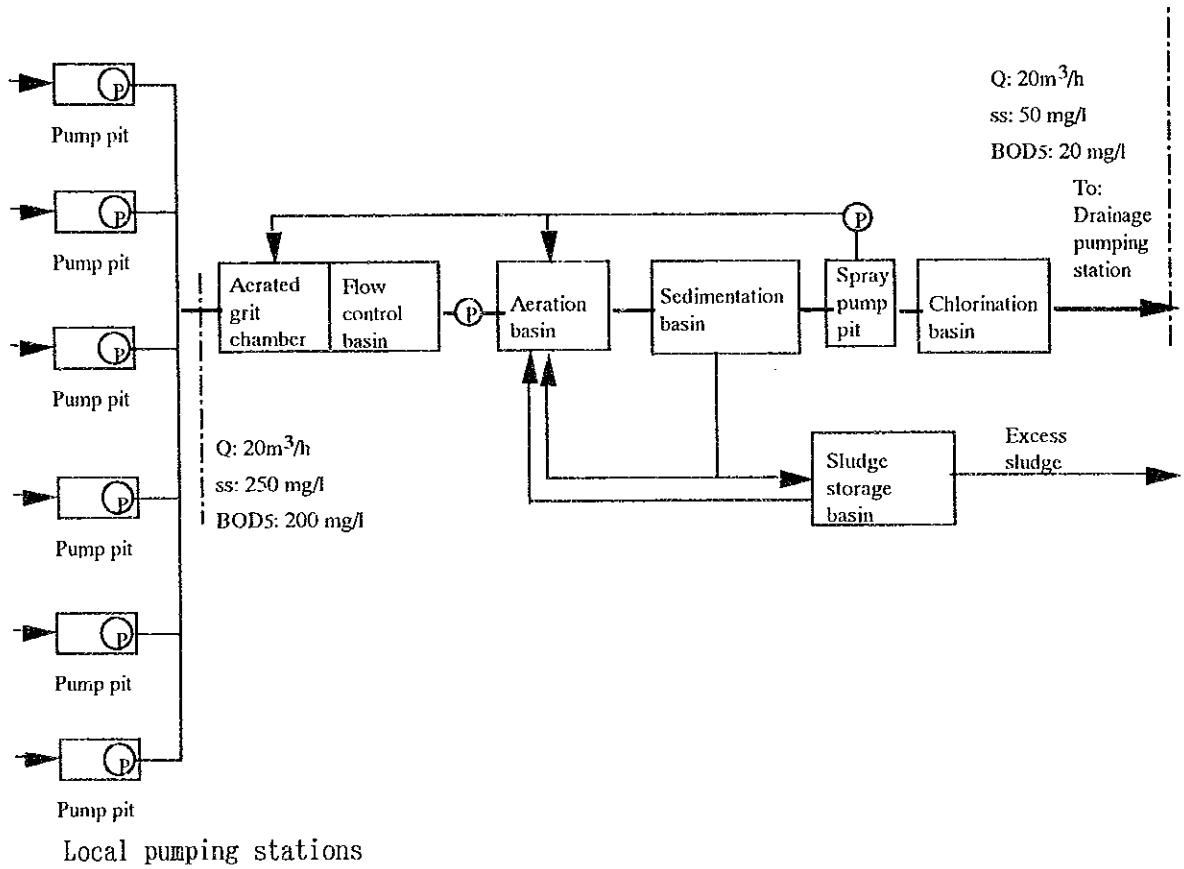 P
Pump pit
P
Pump pit
P
Pump pit
P
Pump pit
P
Pump pit
P
Pump pit
Local pumping stations
Q: 20m³/h
ss: 250 mg/l
BOD5: 200 mg/l
Aerated
grit
chamber
Flow
control
basin
P
Aeration
basin
Sedimentation
basin
P
Spray
pump
pit
Chlorination
basin
Q: 20m³/h
ss: 50 mg/l
BOD5: 20 mg/l
To:
Drainage
pumping
station
Sludge
storage
basin
Excess
sludge